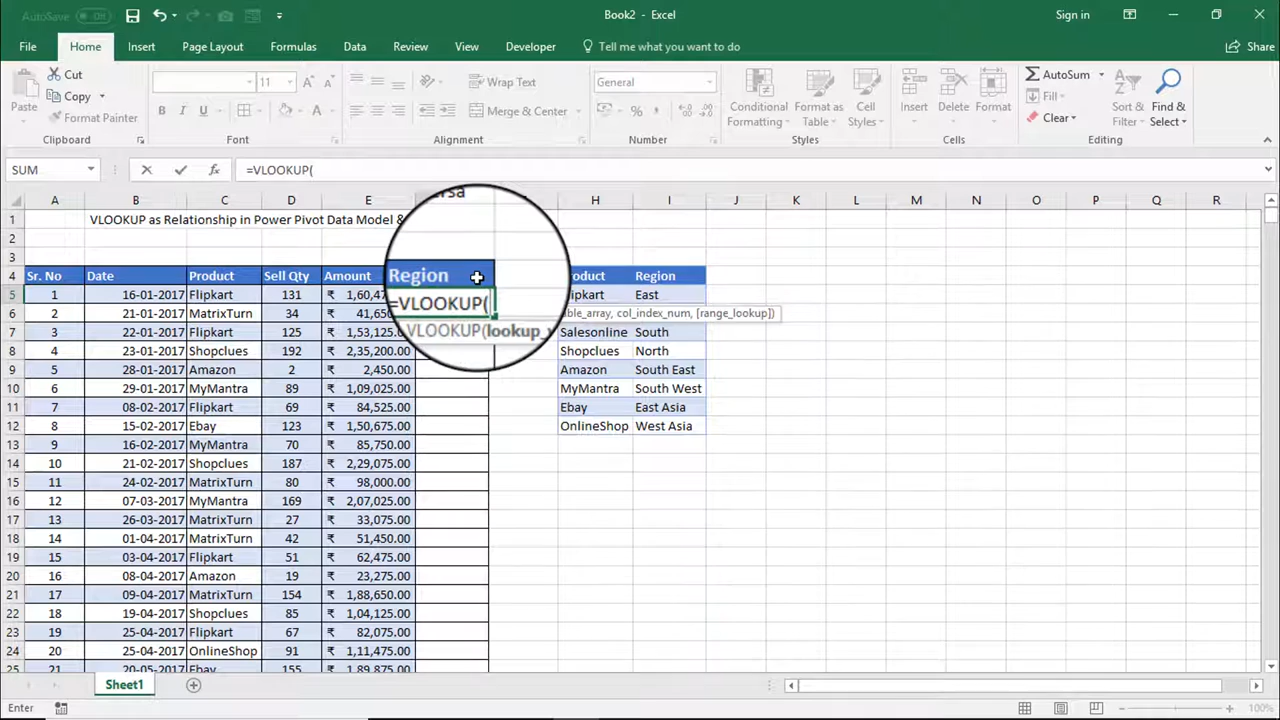 AutoSave Off
Book2 - Excel
Sign in
File Home Insert Page Layout Formulas Data Review View Developer Tell me what you want to do Share
Paste
Cut
Copy
Format Painter
Clipboard
11
B I U
Font
Wrap Text
Merge & Center
Alignment
General
%
Number
Conditional Formatting
Format as Table
Cell Styles
Styles
Insert
Delete
Format
Cells
AutoSum
Fill
Clear
Sort & Filter
Find & Select
Editing
SUM fx =VLOOKUP(
A B C D E H I J K L M N O P Q R
1 VLOOKUP as Relationship in Power Pivot Data Model &
2
3
4 Sr. No Date Product Sell Qty Amount Region Region
5 1 16-01-2017 Flipkart 131 =VLOOKUP( East
6 2 21-01-2017 MatrixTurn 34 VLOOKUP( col_index_num, [range_lookup])
7 3 22-01-2017 Flipkart 125 ₹ Salesonline South
8 4 23-01-2017 Shopclues 192 ₹ 2,35,200.00 Shopclues North
9 5 28-01-2017 Amazon 2 ₹ 2,450.00 Amazon South East
10 6 29-01-2017 MyMantra 89 ₹ 1,09,025.00 MyMantra South West
11 7 08-02-2017 Flipkart 69 ₹ 84,525.00 Ebay East Asia
12 8 15-02-2017 Ebay 123 ₹ 1,50,675.00 OnlineShop West Asia
13 9 16-02-2017 MyMantra 70 ₹ 85,750.00
14 10 21-02-2017 Shopclues 187 ₹ 2,29,075.00
15 11 24-02-2017 MatrixTurn 80 ₹ 98,000.00
16 12 07-03-2017 MyMantra 169 ₹ 2,07,025.00
17 13 26-03-2017 MatrixTurn 27 ₹ 33,075.00
18 14 01-04-2017 MatrixTurn 42 ₹ 51,450.00
19 15 03-04-2017 Flipkart 51 ₹ 62,475.00
20 16 08-04-2017 Amazon 19 ₹ 23,275.00
21 17 09-04-2017 MatrixTurn 154 ₹ 1,88,650.00
22 18 19-04-2017 Shopclues 85 ₹ 1,04,125.00
23 19 25-04-2017 Flipkart 67 ₹ 82,075.00
24 20 25-04-2017 OnlineShop 91 ₹ 1,11,475.00
25 21 20-05-2017 Ebay 155 ₹ 1,89,875.00
Sheet1
Enter
100%